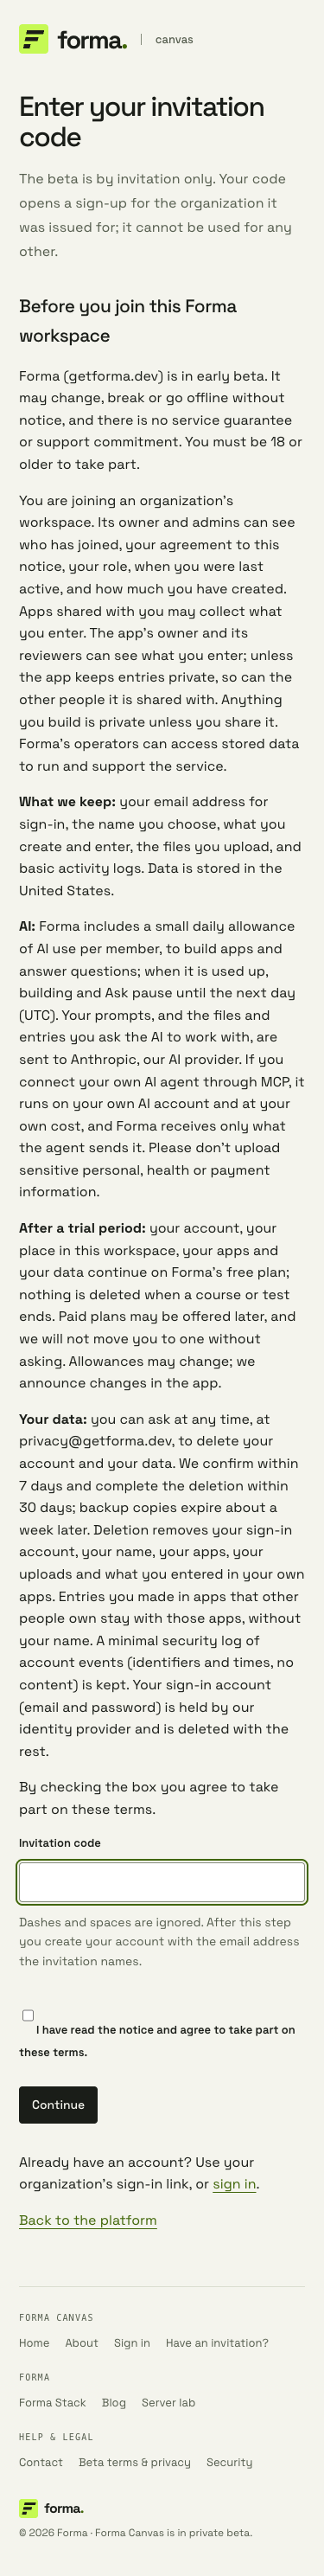 forma. | canvas
Enter your invitation
code
The beta is by invitation only. Your code
opens a sign-up for the organization it
was issued for; it cannot be used for any
other.
Before you join this Forma
workspace
Forma (getforma.dev) is in early beta. It
may change, break or go offline without
notice, and there is no service guarantee
or support commitment. You must be 18 or
older to take part.
You are joining an organization's
workspace. Its owner and admins can see
who has joined, your agreement to this
notice, your role, when you were last
active, and how much you have created.
Apps shared with you may collect what
you enter. The app's owner and its
reviewers can see what you enter; unless
the app keeps entries private, so can the
other people it is shared with. Anything
you build is private unless you share it.
Forma's operators can access stored data
to run and support the service.
What we keep: your email address for
sign-in, the name you choose, what you
create and enter, the files you upload, and
basic activity logs. Data is stored in the
United States.
AI: Forma includes a small daily allowance
of AI use per member, to build apps and
answer questions; when it is used up,
building and Ask pause until the next day
(UTC). Your prompts, and the files and
entries you ask the AI to work with, are
sent to Anthropic, our AI provider. If you
connect your own AI agent through MCP, it
runs on your own AI account and at your
own cost, and Forma receives only what
the agent sends it. Please don't upload
sensitive personal, health or payment
information.
After a trial period: your account, your
place in this workspace, your apps and
your data continue on Forma's free plan;
nothing is deleted when a course or test
ends. Paid plans may be offered later, and
we will not move you to one without
asking. Allowances may change; we
announce changes in the app.
Your data: you can ask at any time, at
privacy@getforma.dev, to delete your
account and your data. We confirm within
7 days and complete the deletion within
30 days; backup copies expire about a
week later. Deletion removes your sign-in
account, your name, your apps, your
uploads and what you entered in your own
apps. Entries you made in apps that other
people own stay with those apps, without
your name. A minimal security log of
account events (identifiers and times, no
content) is kept. Your sign-in account
(email and password) is held by our
identity provider and is deleted with the
rest.
By checking the box you agree to take
part on these terms.
Invitation code
Dashes and spaces are ignored. After this step
you create your account with the email address
the invitation names.
I have read the notice and agree to take part on
these terms.
Continue
Already have an account? Use your
organization's sign-in link, or sign in.
Back to the platform
FORMA CANVAS
Home About Sign in Have an invitation?
FORMA
Forma Stack Blog Server lab
HELP & LEGAL
Contact Beta terms & privacy Security
forma.
© 2026 Forma · Forma Canvas is in private beta.